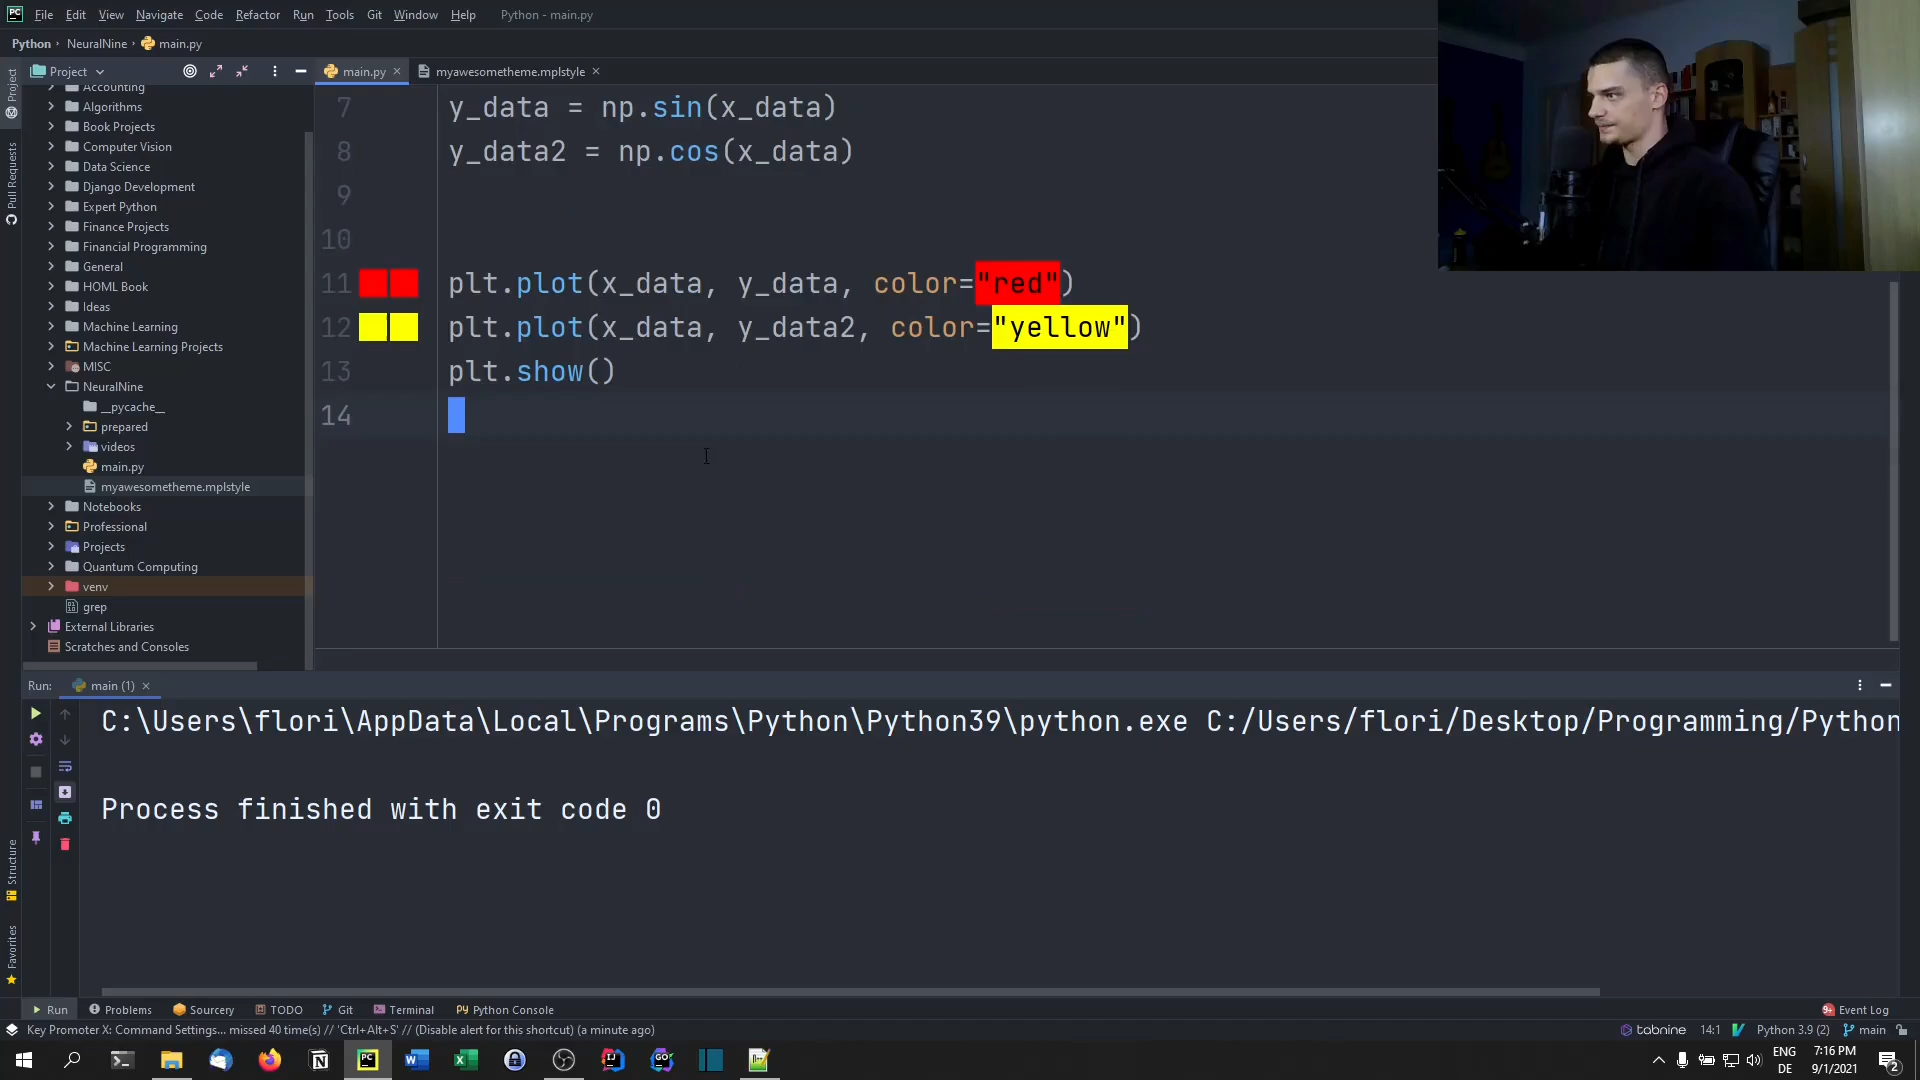 File Edit View Navigate Code Refactor Run Tools Git Window Help Python - main.py
Python NeuralNine main.py
Project
main.py
myawesometheme.mplstyle
Project
Pull Requests
Structure
Favorites
Accounting
Algorithms
Book Projects
Computer Vision
Data Science
Django Development
Expert Python
Finance Projects
Financial Programming
General
HOML Book
Ideas
Machine Learning
Machine Learning Projects
MISC
NeuralNine
__pycache__
prepared
videos
main.py
myawesometheme.mplstyle
Notebooks
Professional
Projects
Quantum Computing
venv
grep
External Libraries
Scratches and Consoles
7 y_data = np.sin(x_data)
8 y_data2 = np.cos(x_data)
9
10
11 plt.plot(x_data, y_data, color="red")
12 plt.plot(x_data, y_data2, color="yellow")
13 plt.show()
14
Run: main (1)
C:\Users\flori\AppData\Local\Programs\Python\Python39\python.exe C:/Users/flori/Desktop/Programming/Python
Process finished with exit code 0
Run Problems Sourcery TODO Git Terminal Python Console Event Log
Key Promoter X: Command Settings... missed 40 time(s) // 'Ctrl+Alt+S' // (Disable alert for this shortcut) (a minute ago) tabnine 14:1 Python 3.9 (2) main
ENG 7:16 PM
DE 9/1/2021
2